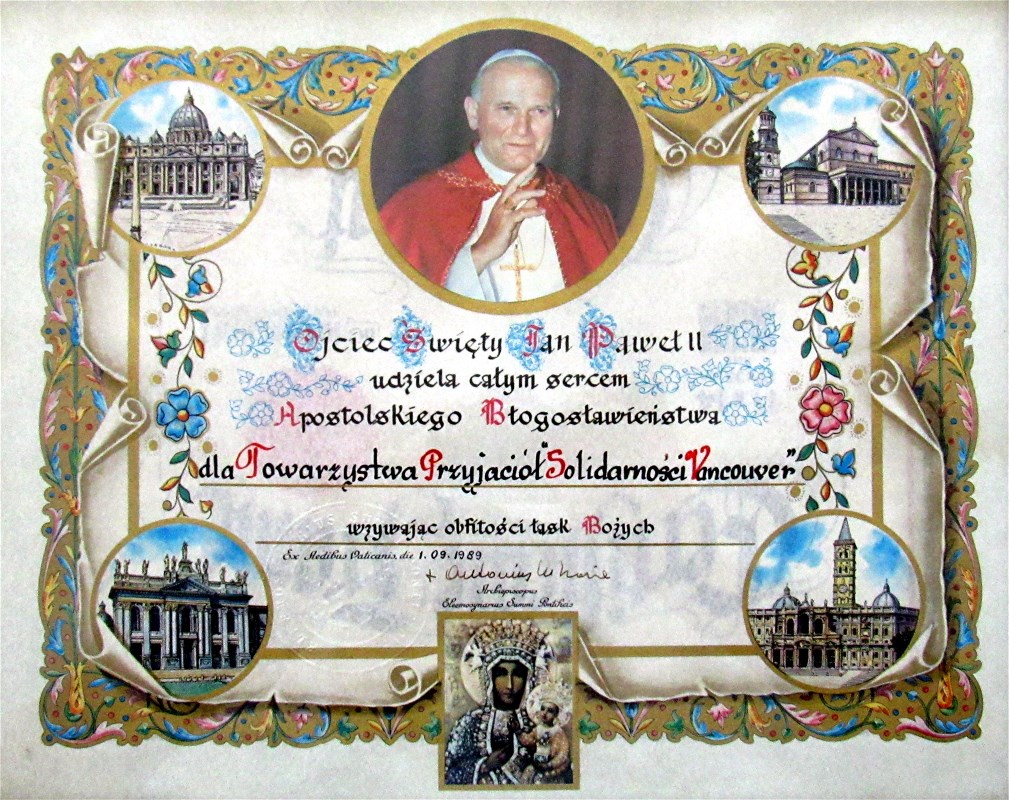 Ojciec Święty Jan Paweł II
udziela całym sercem
Apostolskiego Błogosławieństwa
dla Towarzystwa Przyjaciół "Solidarności Vancouver"
wzywając obfitości łask Bożych
Ex Aedibus Vaticanis, die 1.09.1989
+ Antonius
Archiepiscopus
Eleemosynarius Summi Pontificis